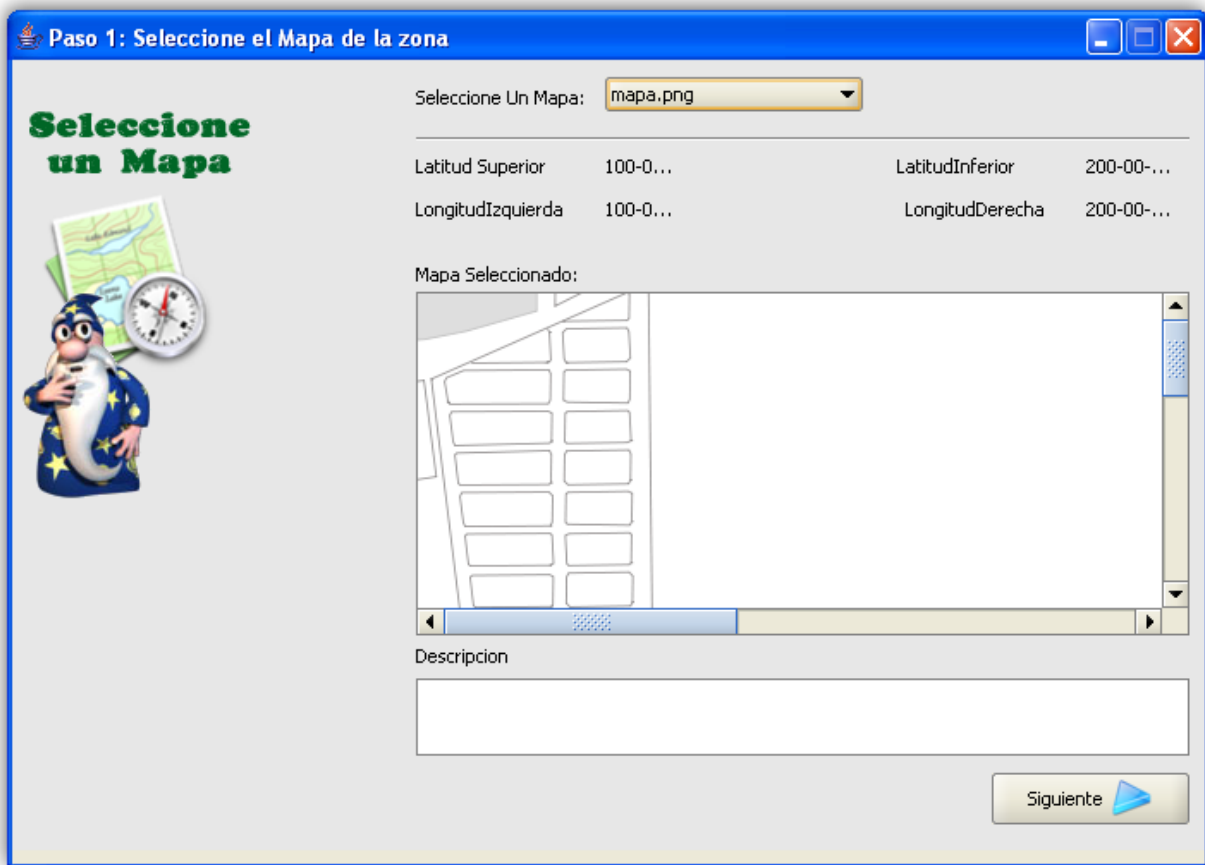 Paso 1: Seleccione el Mapa de la zona
Seleccione
un Mapa
Seleccione Un Mapa: mapa.png
Latitud Superior 100-0... LatitudInferior 200-00-...
LongitudIzquierda 100-0... LongitudDerecha 200-00-...
Mapa Seleccionado:
Descripcion
Siguiente